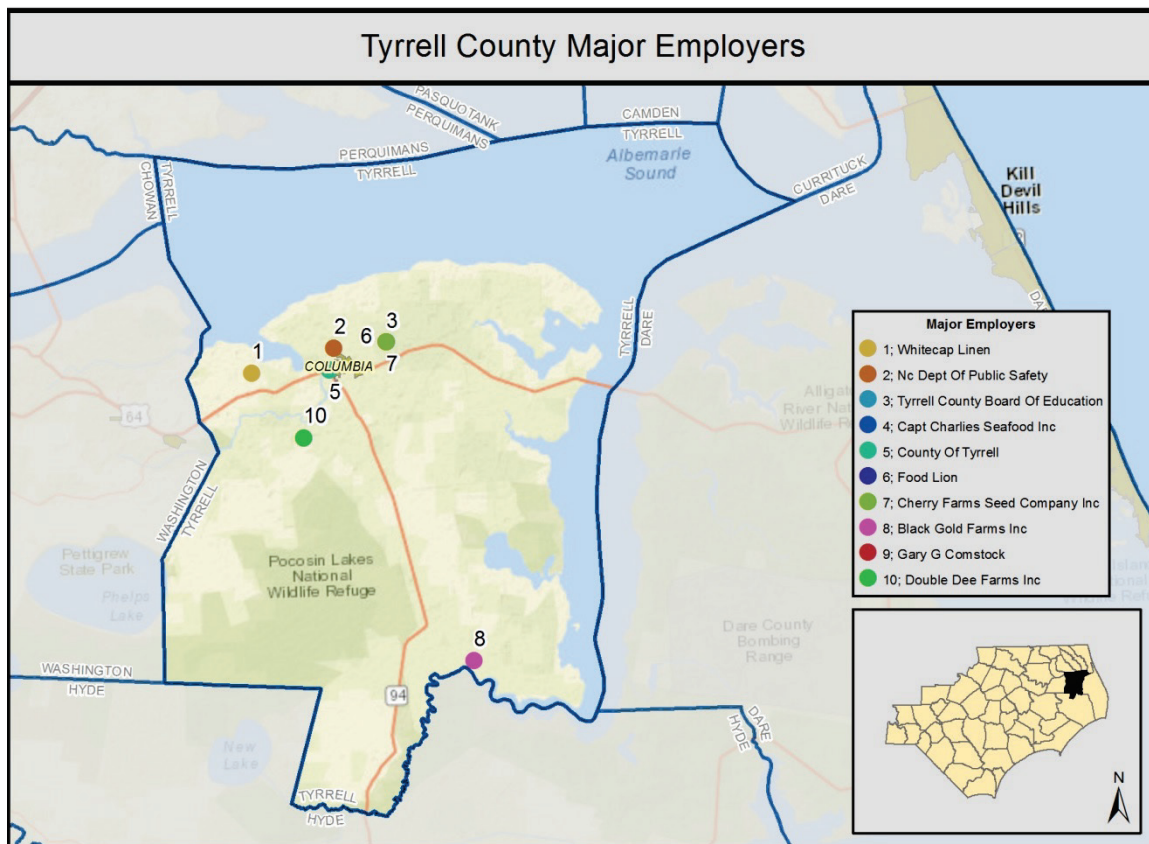 Tyrrell County Major Employers
PASQUOTANK
PERQUIMANS
CAMDEN
TYRRELL
PERQUIMANS
TYRRELL
Albemarle
Sound
TYRRELL
CHOWAN
CURRITUCK
DARE
Kill
Devil
Hills
TYRRELL
DARE
2
6
3
1
COLUMBIA
7
5
64
10
Alligator
River National
Wildlife Refuge
WASHINGTON
TYRRELL
Pettigrew
State Park
Phelps
Lake
Pocosin Lakes
National
Wildlife Refuge
Dare County
Bombing
Range
8
WASHINGTON
HYDE
94
New
Lake
DARE
HYDE
TYRRELL
HYDE
Major Employers
1; Whitecap Linen
2; Nc Dept Of Public Safety
3; Tyrrell County Board Of Education
4; Capt Charlies Seafood Inc
5; County Of Tyrrell
6; Food Lion
7; Cherry Farms Seed Company Inc
8; Black Gold Farms Inc
9; Gary G Comstock
10; Double Dee Farms Inc
N